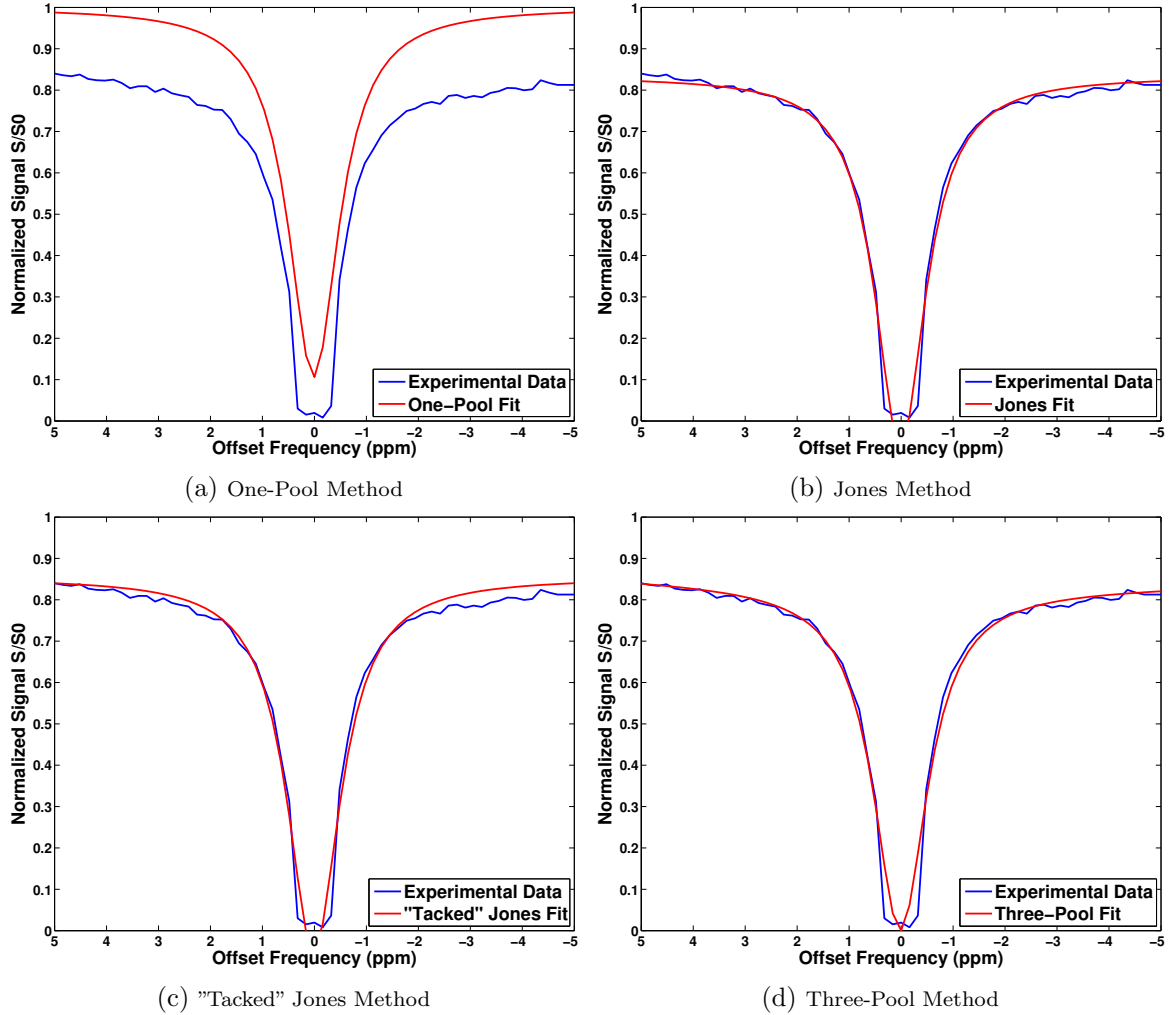 1
0.9
0.8
0.7
0.6
0.5
0.4
0.3
0.2
0.1
0
Normalized Signal S/S0
5 4 3 2 1 0 −1 −2 −3 −4 −5
Offset Frequency (ppm)
Experimental Data
One-Pool Fit
(a) One-Pool Method
1
0.9
0.8
0.7
0.6
0.5
0.4
0.3
0.2
0.1
0
Normalized Signal S/S0
5 4 3 2 1 0 −1 −2 −3 −4 −5
Offset Frequency (ppm)
Experimental Data
Jones Fit
(b) Jones Method
1
0.9
0.8
0.7
0.6
0.5
0.4
0.3
0.2
0.1
0
Normalized Signal S/S0
5 4 3 2 1 0 −1 −2 −3 −4 −5
Offset Frequency (ppm)
Experimental Data
"Tacked" Jones Fit
(c) ”Tacked” Jones Method
1
0.9
0.8
0.7
0.6
0.5
0.4
0.3
0.2
0.1
0
Normalized Signal S/S0
5 4 3 2 1 0 −1 −2 −3 −4 −5
Offset Frequency (ppm)
Experimental Data
Three-Pool Fit
(d) Three-Pool Method